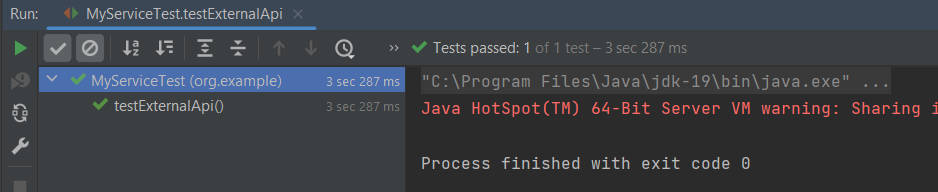 Run: MyServiceTest.testExternalApi ×
>> Tests passed: 1 of 1 test – 3 sec 287 ms
MyServiceTest (org.example) 3 sec 287 ms
testExternalApi() 3 sec 287 ms
"C:\Program Files\Java\jdk-19\bin\java.exe" ...
Java HotSpot(TM) 64-Bit Server VM warning: Sharing i
Process finished with exit code 0